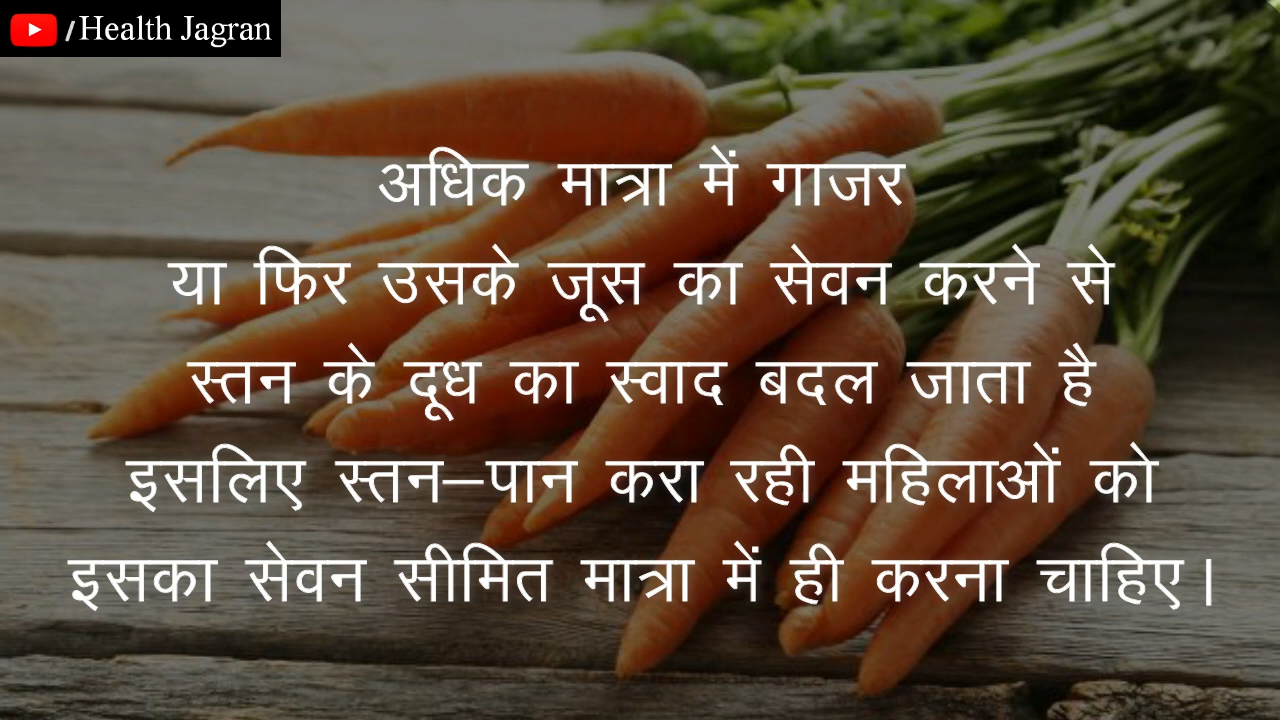 /Health Jagran
अधिक मात्रा में गाजर
या फिर उसके जूस का सेवन करने से
स्तन के दूध का स्वाद बदल जाता है
इसलिए स्तन–पान करा रही महिलाओं को
इसका सेवन सीमित मात्रा में ही करना चाहिए।